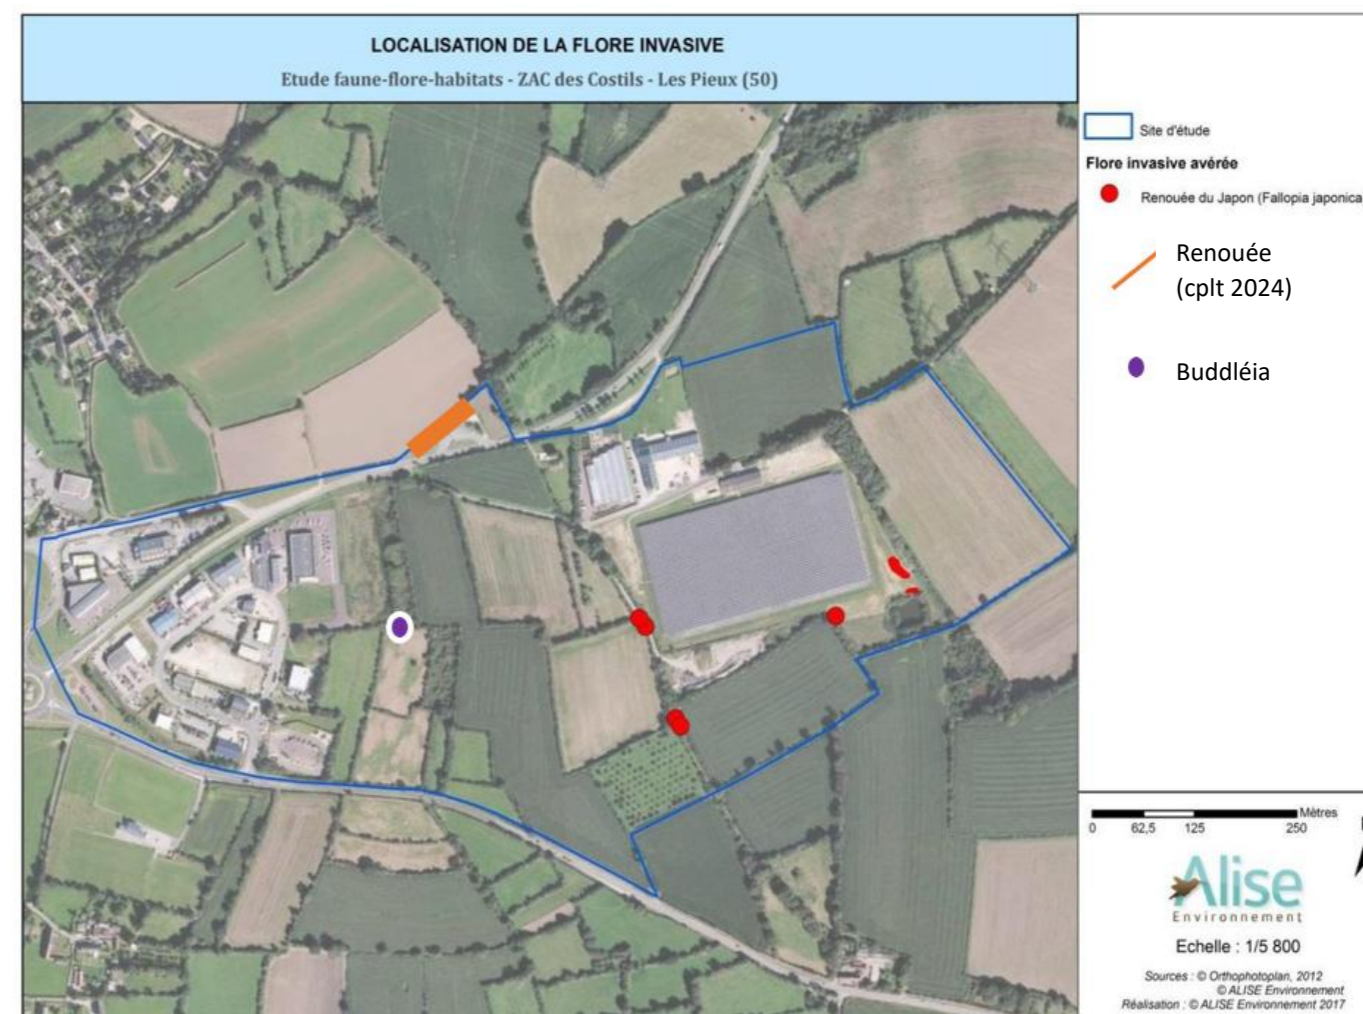 LOCALISATION DE LA FLORE INVASIVE
Etude faune-flore-habitats - ZAC des Costils - Les Pieux (50)
Site d'étude
Flore invasive avérée
Renouée du Japon (Fallopia japonica
Renouée
(cplt 2024)
Buddléia
Mètres
0 62,5 125 250
Alise
Environnement
Echelle : 1/5 800
Sources : © Orthophotoplan, 2012
© ALISE Environnement
Réalisation : © ALISE Environnement 2017